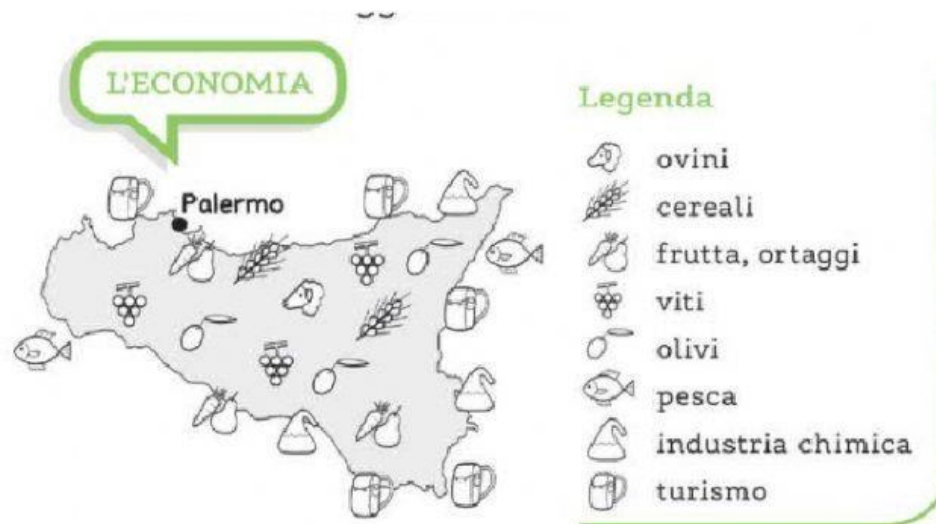 L'ECONOMIA
Palermo
Legenda
ovini
cereali
frutta, ortaggi
viti
olivi
pesca
industria chimica
turismo